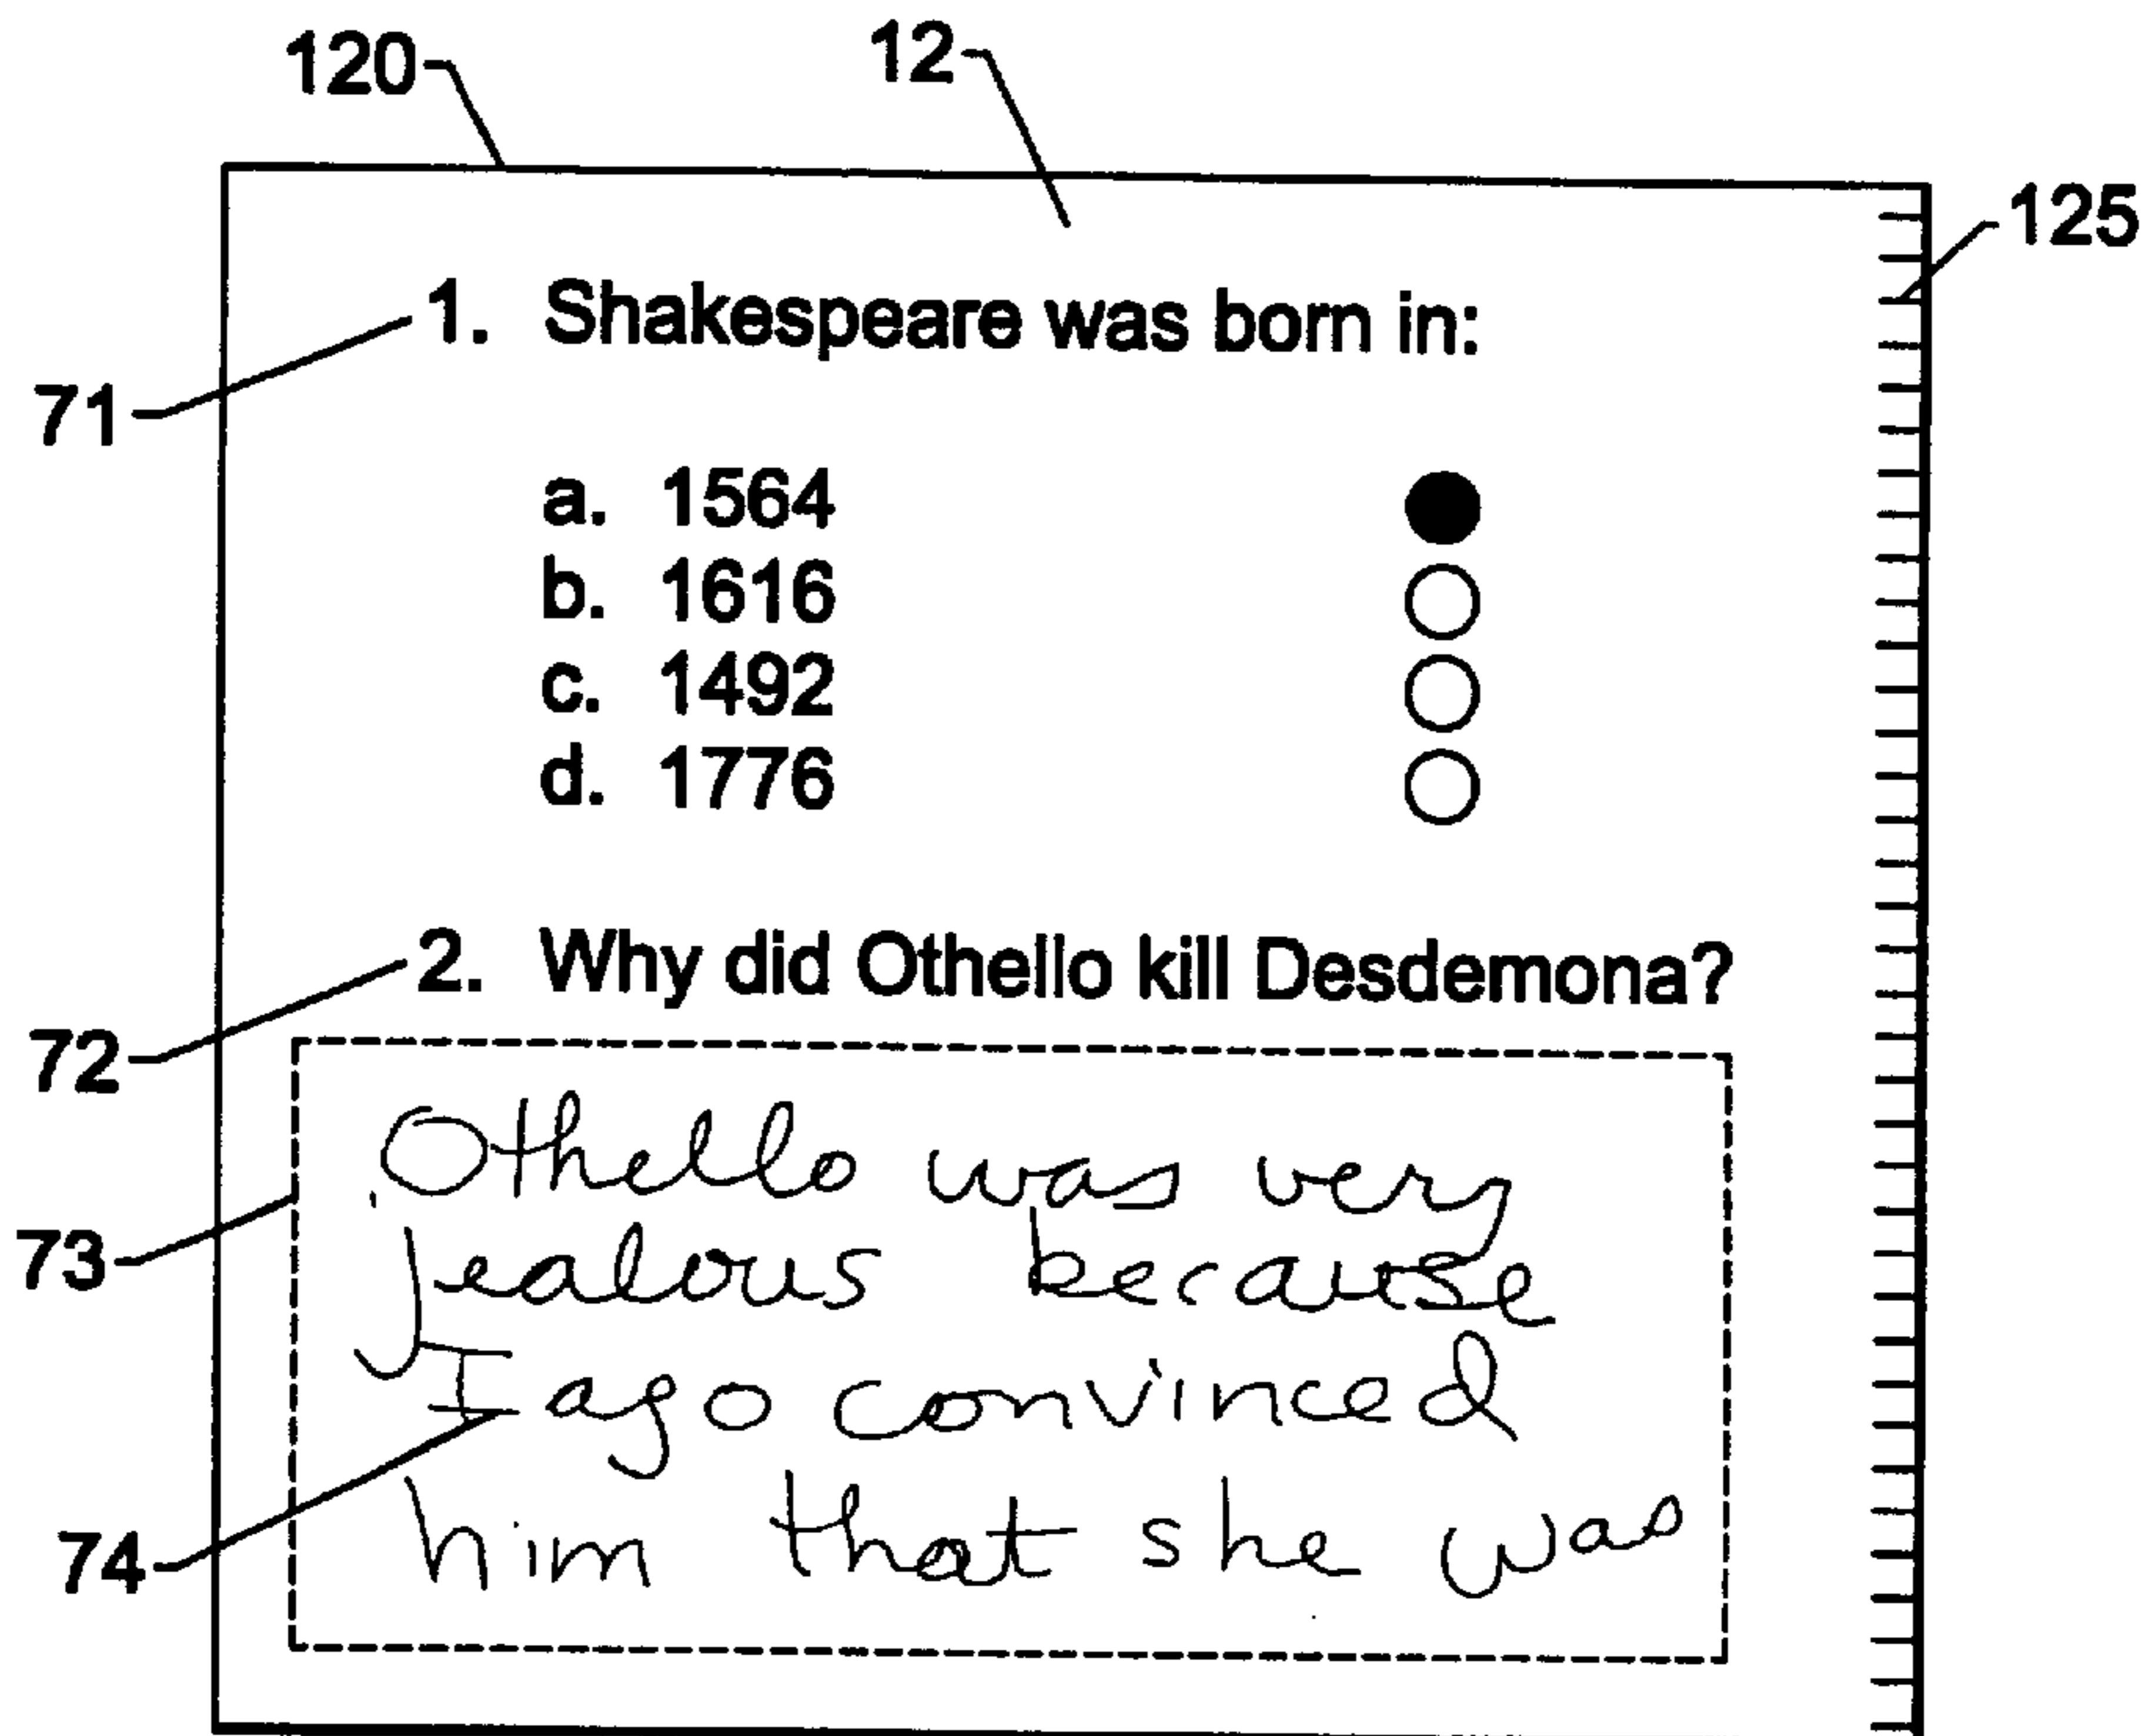 120 12
125
1. Shakespeare was born in:
71
a. 1564
b. 1616
c. 1492
d. 1776
2. Why did Othello kill Desdemona?
72
Othello was very
73
jealous because
Iago convinced
him that she was
74